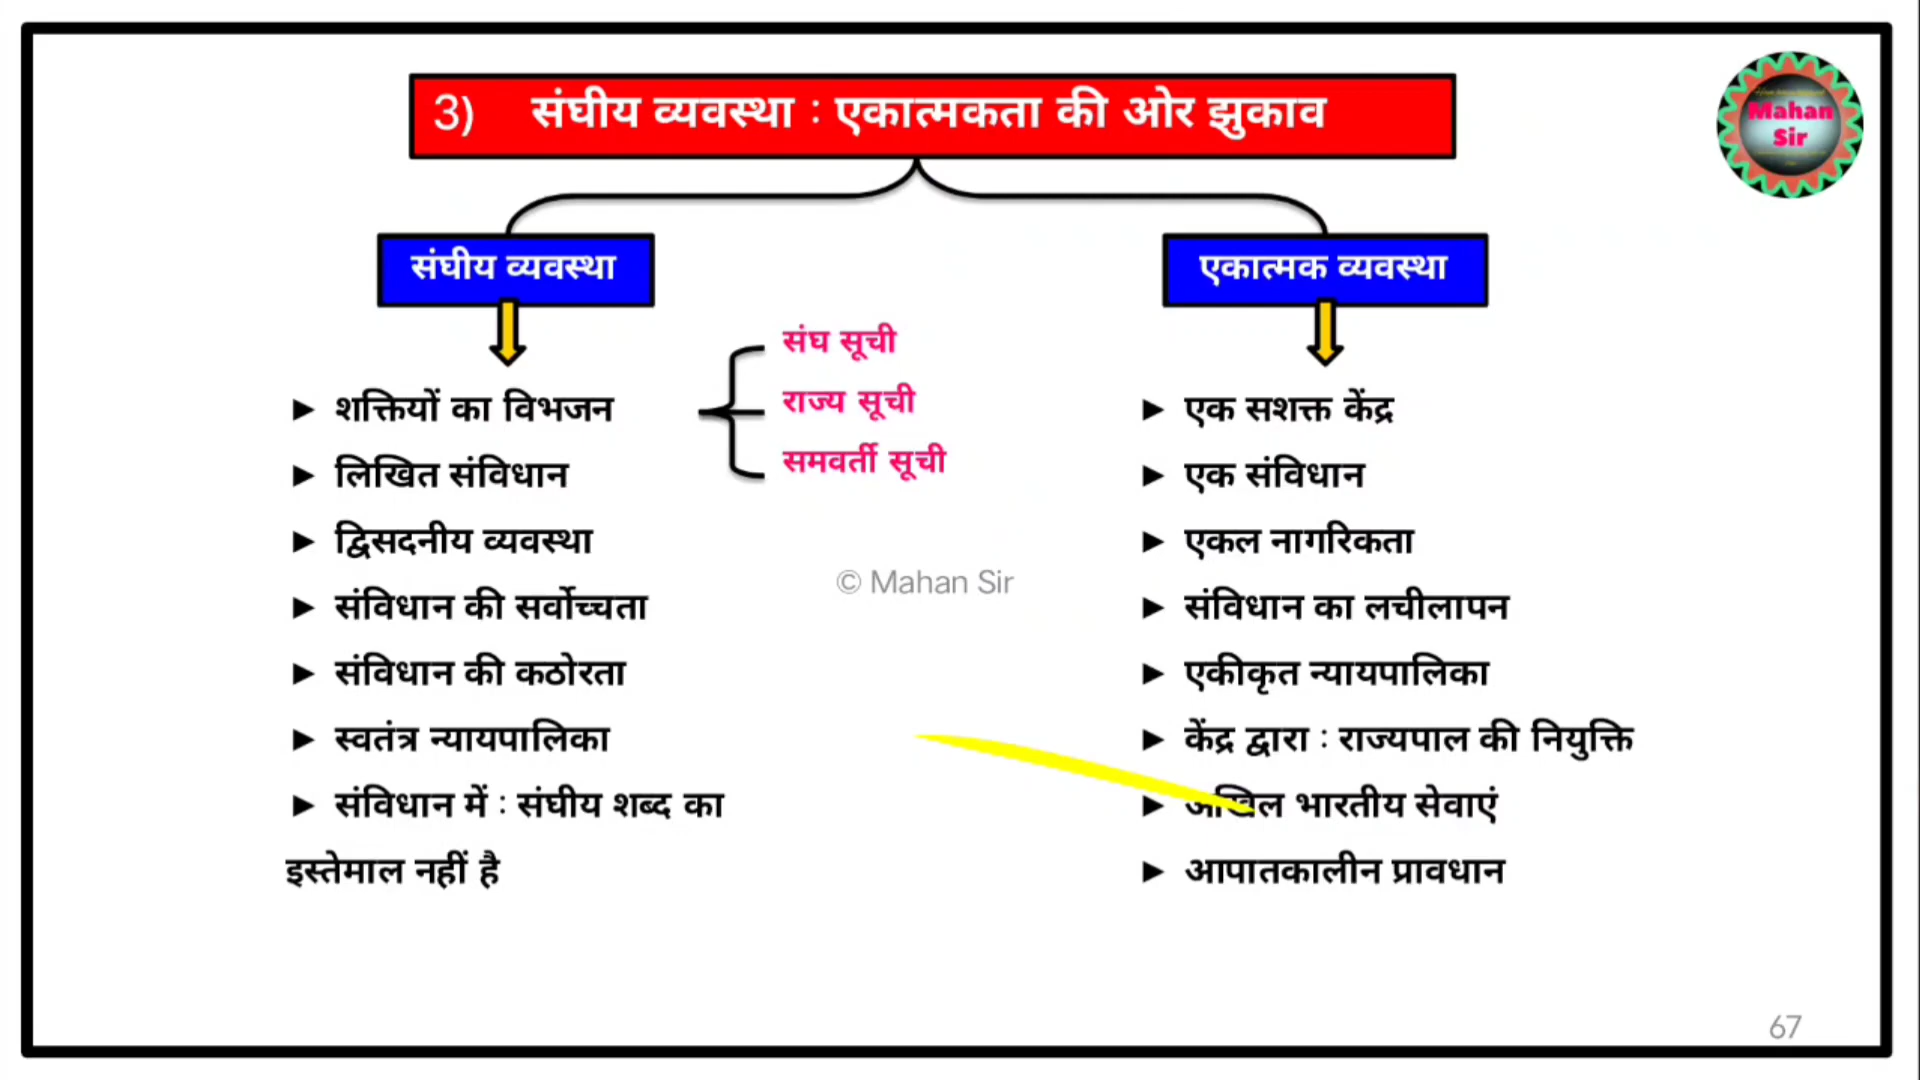 3) संघीय व्यवस्था : एकात्मकता की ओर झुकाव
Mahan
Sir
संघीय व्यवस्था
एकात्मक व्यवस्था
संघ सूची
राज्य सूची
समवर्ती सूची
► शक्तियों का विभजन
► लिखित संविधान
► द्विसदनीय व्यवस्था
► संविधान की सर्वोच्चता
► संविधान की कठोरता
► स्वतंत्र न्यायपालिका
► संविधान में : संघीय शब्द का
इस्तेमाल नहीं है
► एक सशक्त केंद्र
► एक संविधान
► एकल नागरिकता
► संविधान का लचीलापन
► एकीकृत न्यायपालिका
► केंद्र द्वारा : राज्यपाल की नियुक्ति
► अखिल भारतीय सेवाएं
► आपातकालीन प्रावधान
© Mahan Sir
67